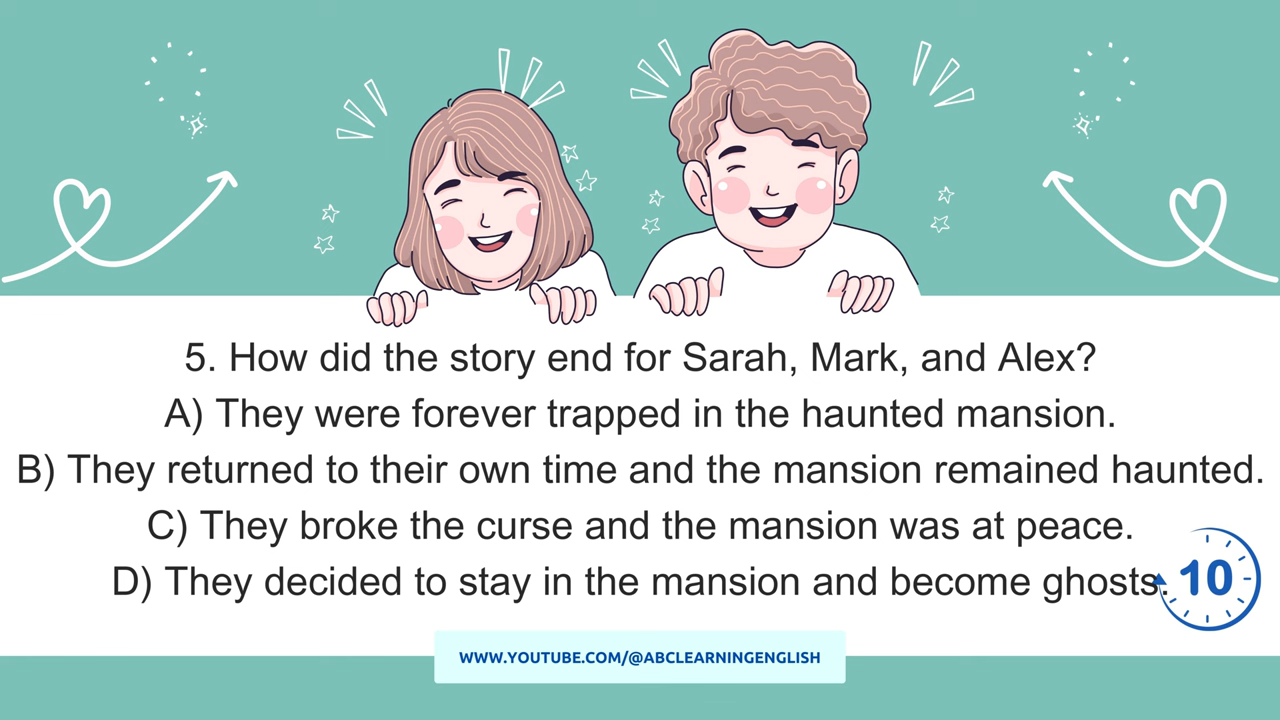 5. How did the story end for Sarah, Mark, and Alex?
A) They were forever trapped in the haunted mansion.
B) They returned to their own time and the mansion remained haunted.
C) They broke the curse and the mansion was at peace.
D) They decided to stay in the mansion and become ghosts.
10
WWW.YOUTUBE.COM/@ABCLEARNINGENGLISH